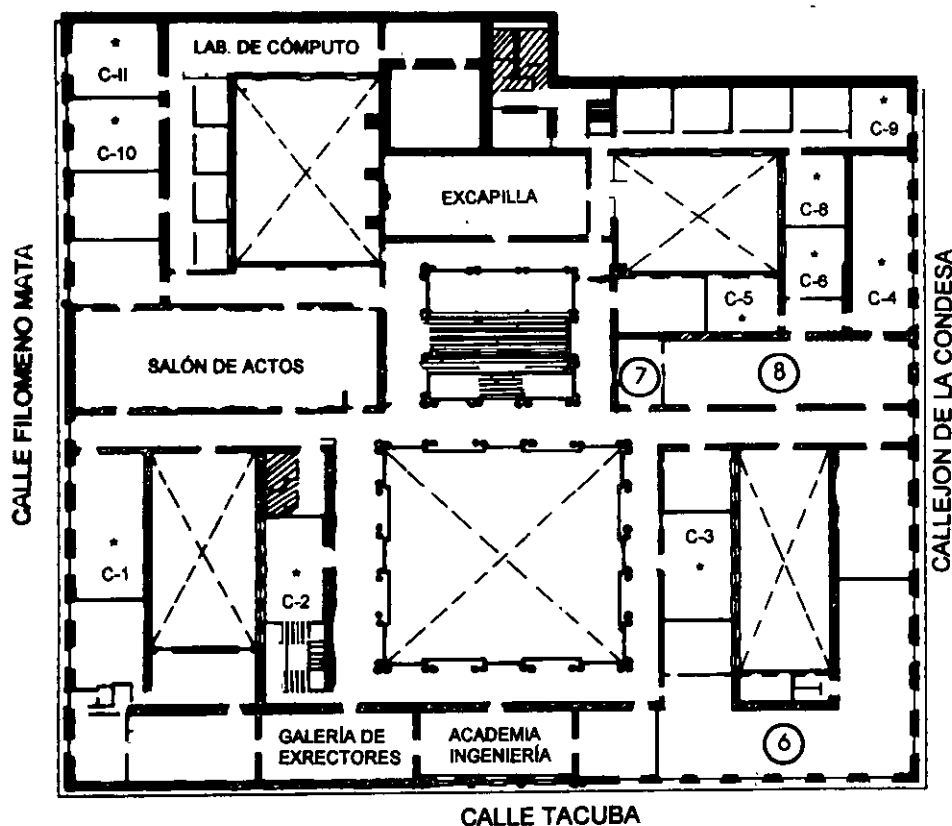 LAB. DE CÓMPUTO
C-II
C-10
C-9
EXCAPILLA
C-8
C-6
C-5
C-4
CALLE FILOMENO MATA
CALLEJON DE LA CONDESA
SALÓN DE ACTOS
7
8
C-3
C-1
C-2
GALERÍA DE
EXRECTORES
ACADEMIA
INGENIERÍA
6
CALLE TACUBA